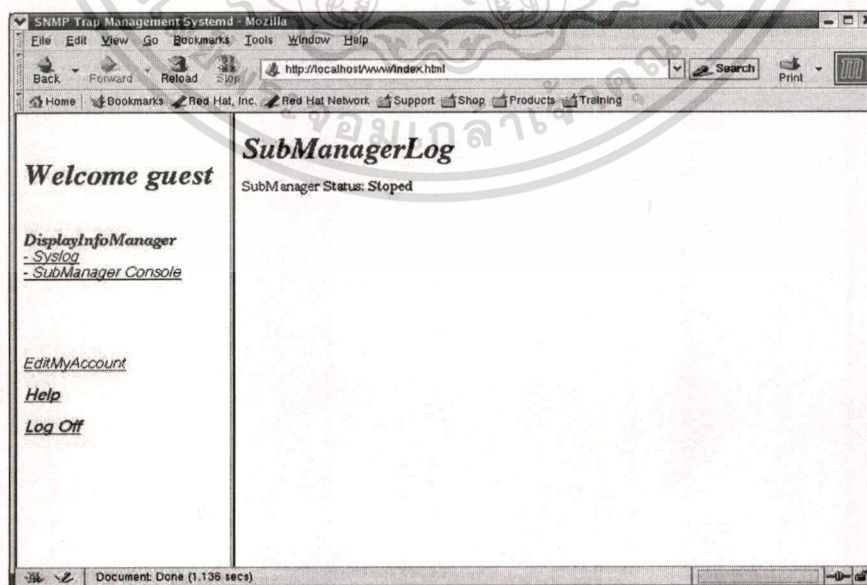 SNMP Trap Management Systemd - Mozilla
File Edit View Go Bookmarks Tools Window Help
Back Forward Reload Stop http://localhost/www/index.html Search Print
Home Bookmarks Red Hat, Inc. Red Hat Network Support Shop Products Training
Welcome guest
DisplayInfoManager
- Syslog
- SubManager Console
EditMyAccount
Help
Log Off
SubManagerLog
SubManager Status: Stoped
Document: Done (1.136 secs)